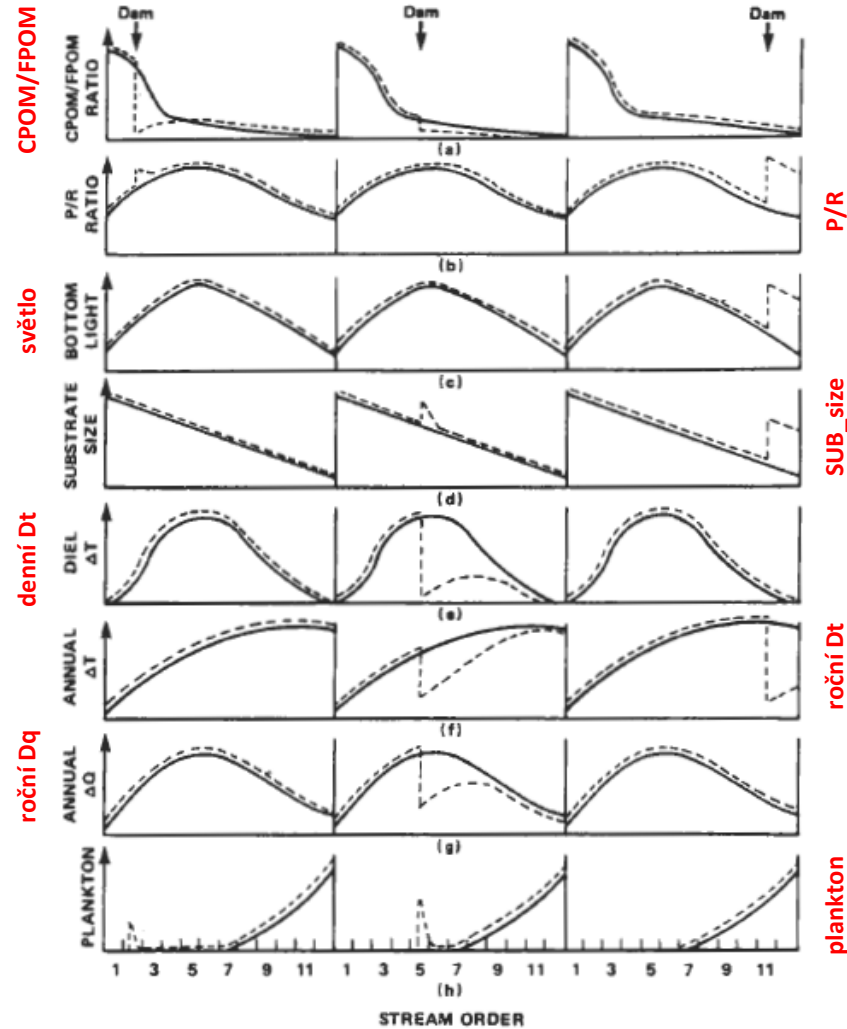 Dam
Dam
Dam
CPOM/FPOM
CPOM/FPOM
RATIO
(a)
P/R
RATIO
P/R
(b)
světlo
BOTTOM
LIGHT
(c)
SUBSTRATE
SIZE
SUB_size
(d)
denní Dt
DIEL
ΔT
(e)
ANNUAL
ΔT
roční Dt
(f)
roční Dq
ANNUAL
ΔQ
(g)
PLANKTON
plankton
1 3 5 7 9 11 1 3 5 7 9 11 1 3 5 7 9 11
(h)
STREAM ORDER